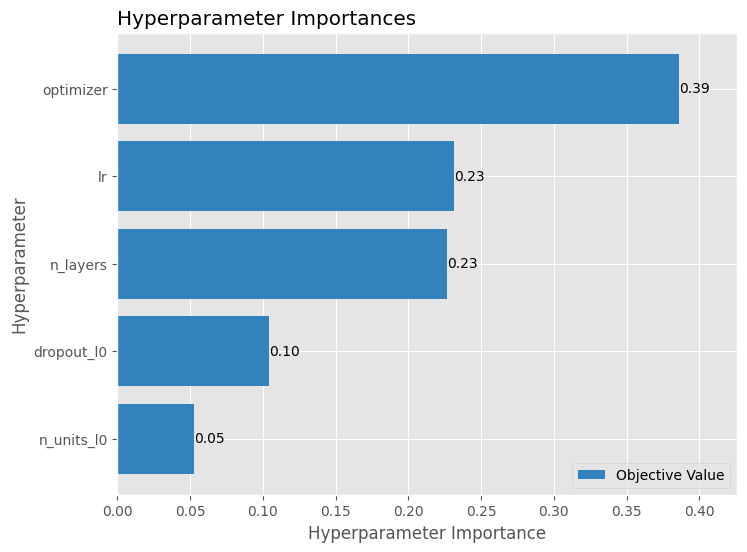 Hyperparameter Importances
Hyperparameter
optimizer
0.39
lr
0.23
n_layers
0.23
dropout_l0
0.10
n_units_l0
0.05
Objective Value
0.00 0.05 0.10 0.15 0.20 0.25 0.30 0.35 0.40
Hyperparameter Importance